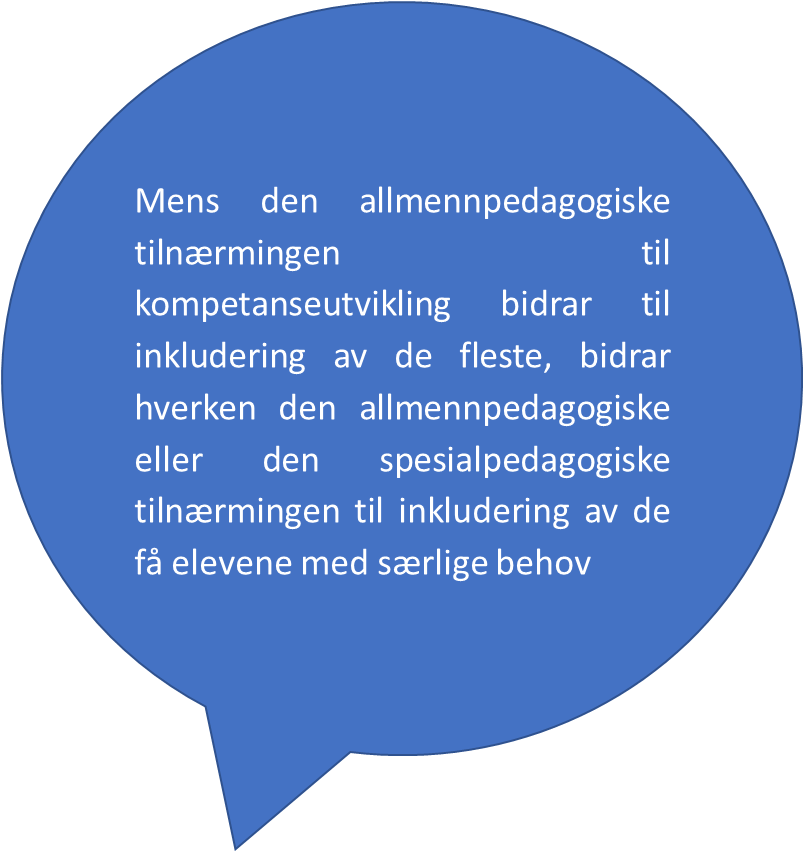 Mens den allmennpedagogiske
tilnærmingen til
kompetanseutvikling bidrar til
inkludering av de fleste, bidrar
hverken den allmennpedagogiske
eller den spesialpedagogiske
tilnærmingen til inkludering av de
få elevene med særlige behov